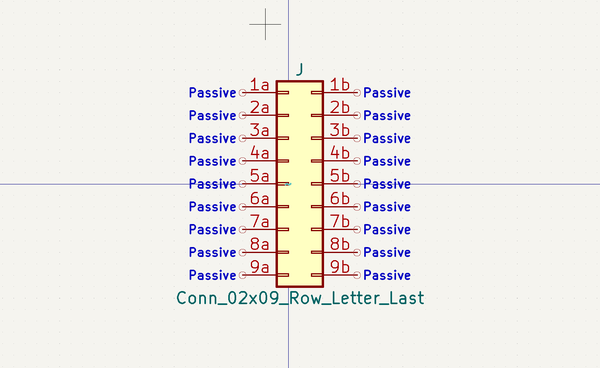 J
Passive 1a 1b Passive
Passive 2a 2b Passive
Passive 3a 3b Passive
Passive 4a 4b Passive
Passive 5a 5b Passive
Passive 6a 6b Passive
Passive 7a 7b Passive
Passive 8a 8b Passive
Passive 9a 9b Passive
Conn_02x09_Row_Letter_Last